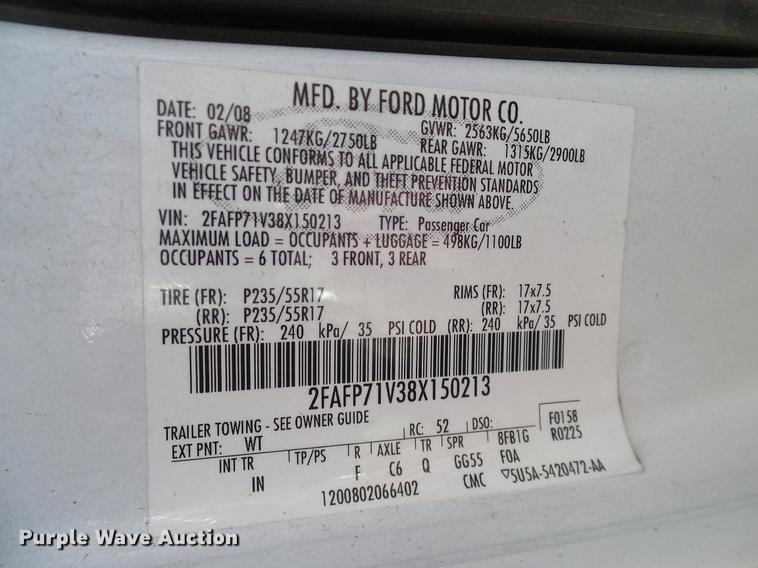 MFD. BY FORD MOTOR CO.
DATE: 02/08 GVWR: 2563KG/5650LB
FRONT GAWR: 1247KG/2750LB REAR GAWR: 1315KG/2900LB
THIS VEHICLE CONFORMS TO ALL APPLICABLE FEDERAL MOTOR
VEHICLE SAFETY, BUMPER, AND THEFT PREVENTION STANDARDS
IN EFFECT ON THE DATE OF MANUFACTURE SHOWN ABOVE.
VIN: 2FAFP71V38X150213 TYPE: Passenger Car
MAXIMUM LOAD = OCCUPANTS + LUGGAGE = 498KG/1100LB
OCCUPANTS = 6 TOTAL; 3 FRONT, 3 REAR
TIRE (FR): P235/55R17 RIMS (FR): 17x7.5
(RR): P235/55R17 (RR): 17x7.5
PRESSURE (FR): 240 kPa/ 35 PSI COLD (RR): 240 kPa/ 35 PSI COLD
2FAFP71V38X150213
TRAILER TOWING - SEE OWNER GUIDE
EXT PNT: WT RC: 52 DSO: F0158
INT TR TP/PS R AXLE TR SPR 8FB1G R0225
IN F C6 Q GG55 FOA
1200802066402 CMC ▽5U5A-5420472-AA
Purple Wave Auction